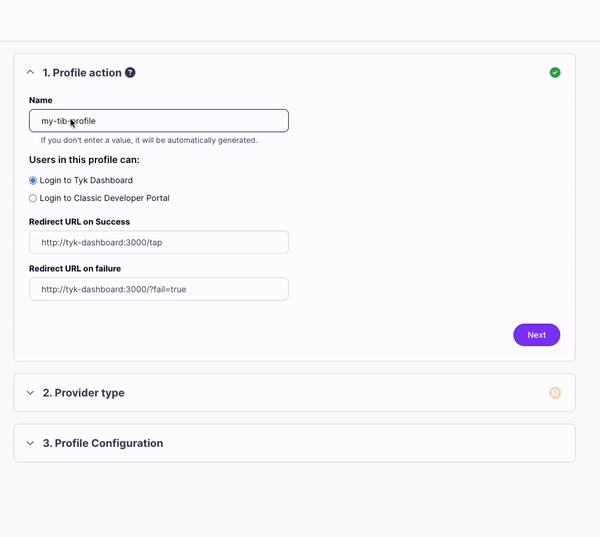 1. Profile action ?
Name
my-tib-profile
If you don't enter a value, it will be automatically generated.
Users in this profile can:
Login to Tyk Dashboard
Login to Classic Developer Portal
Redirect URL on Success
http://tyk-dashboard:3000/tap
Redirect URL on failure
http://tyk-dashboard:3000/?fail=true
Next
2. Provider type
3. Profile Configuration